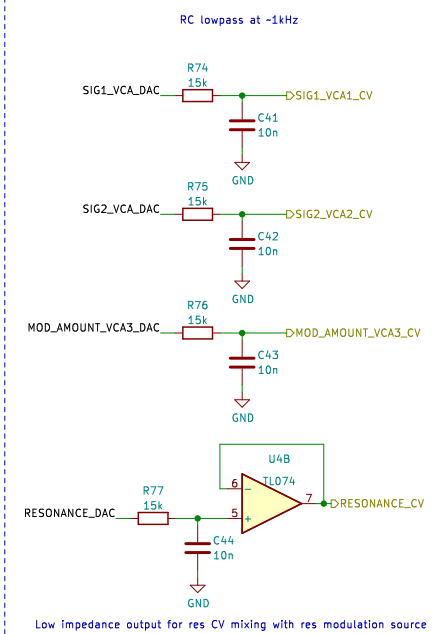 RC lowpass at ~1kHz
R74
15k
SIG1_VCA_DAC
SIG1_VCA1_CV
C41
10n
GND
R75
15k
SIG2_VCA_DAC
SIG2_VCA2_CV
C42
10n
GND
R76
15k
MOD_AMOUNT_VCA3_DAC
MOD_AMOUNT_VCA3_CV
C43
10n
GND
U4B
TL074
6
−
7
RESONANCE_CV
R77
15k
RESONANCE_DAC
5
+
C44
10n
GND
Low impedance output for res CV mixing with res modulation source